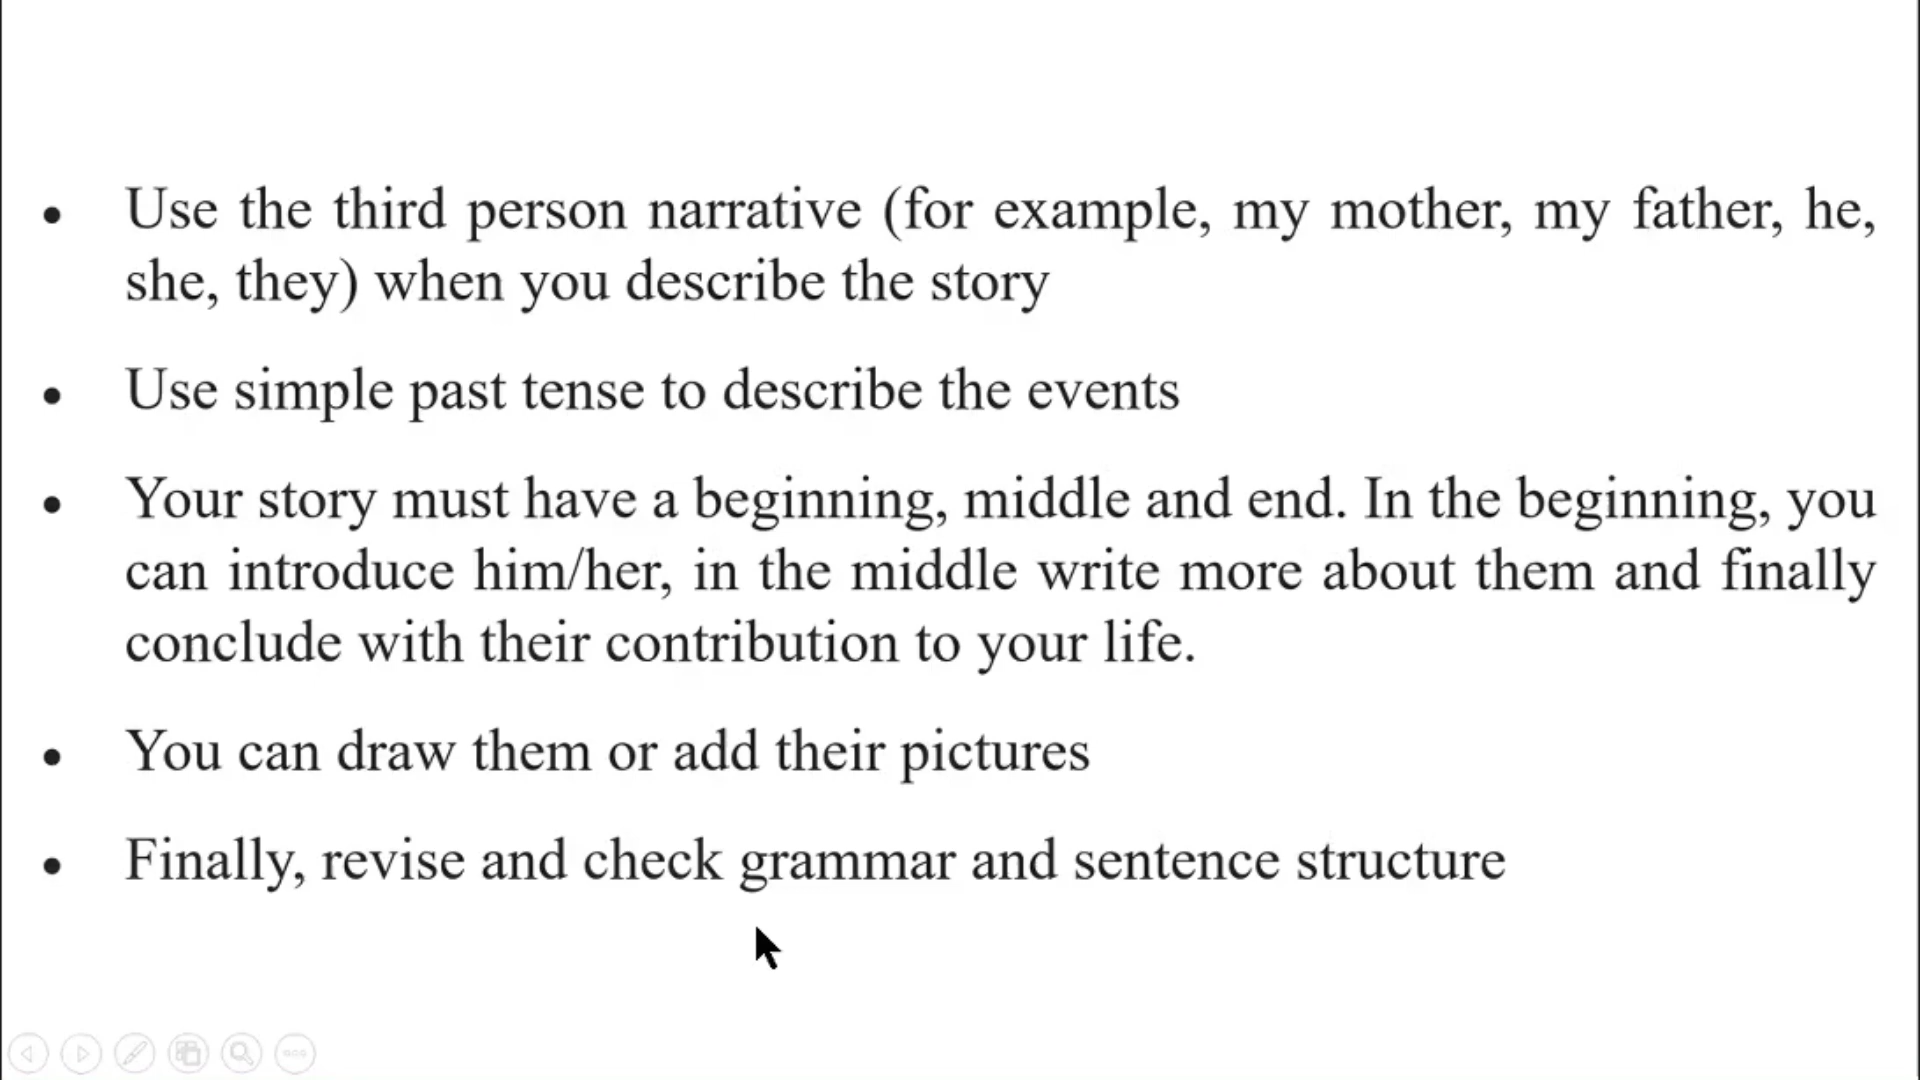 • Use the third person narrative (for example, my mother, my father, he,
she, they) when you describe the story
• Use simple past tense to describe the events
• Your story must have a beginning, middle and end. In the beginning, you
can introduce him/her, in the middle write more about them and finally
conclude with their contribution to your life.
• You can draw them or add their pictures
• Finally, revise and check grammar and sentence structure